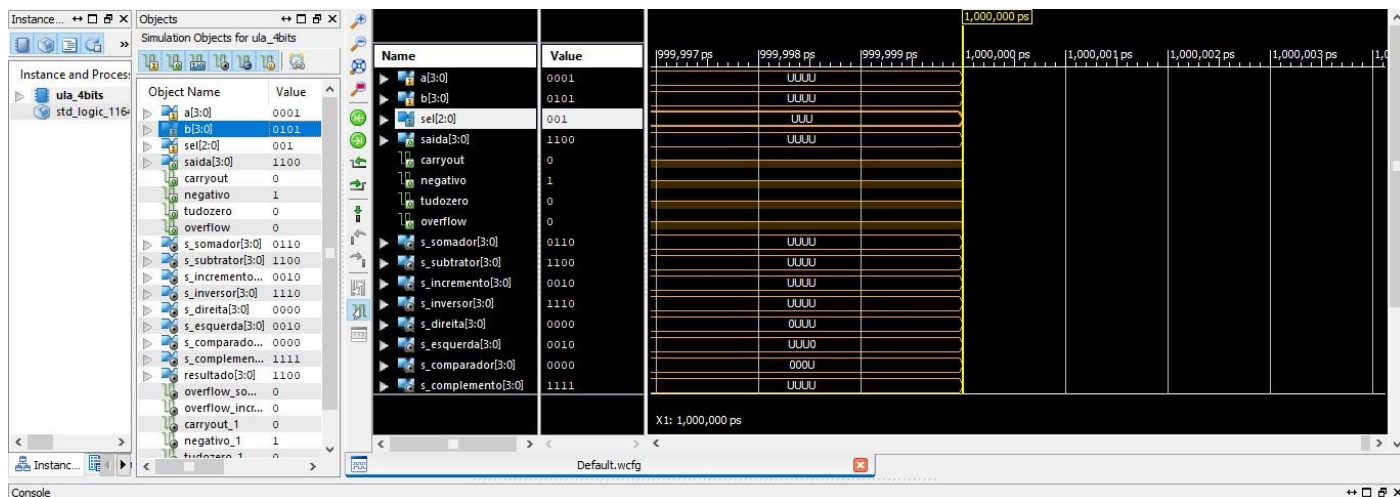 Instance...
Instance and Process
ula_4bits
std_logic_1164
Instanc...
Objects
Simulation Objects for ula_4bits
Object Name Value
a[3:0] 0001
b[3:0] 0101
sel[2:0] 001
saida[3:0] 1100
carryout 0
negativo 1
tudozero 0
overflow 0
s_somador[3:0] 0110
s_subtrator[3:0] 1100
s_incremento... 0010
s_inversor[3:0] 1110
s_direita[3:0] 0000
s_esquerda[3:0] 0010
s_comparado... 0000
s_complemen... 1111
resultado[3:0] 1100
overflow_so... 0
overflow_incr... 0
carryout_1 0
negativo_1 1
tudozero_1 0
1,000,000 ps
Name Value 999,997 ps 999,998 ps 999,999 ps 1,000,000 ps 1,000,001 ps 1,000,002 ps 1,000,003 ps
a[3:0] 0001 UUUU
b[3:0] 0101 UUUU
sel[2:0] 001 UUU
saida[3:0] 1100 UUUU
carryout 0
negativo 1
tudozero 0
overflow 0
s_somador[3:0] 0110 UUUU
s_subtrator[3:0] 1100 UUUU
s_incremento[3:0] 0010 UUUU
s_inversor[3:0] 1110 UUUU
s_direita[3:0] 0000 0UUU
s_esquerda[3:0] 0010 UUU0
s_comparador[3:0] 0000 000U
s_complemento[3:0] 1111 UUUU
X1: 1,000,000 ps
Default.wcfg
Console